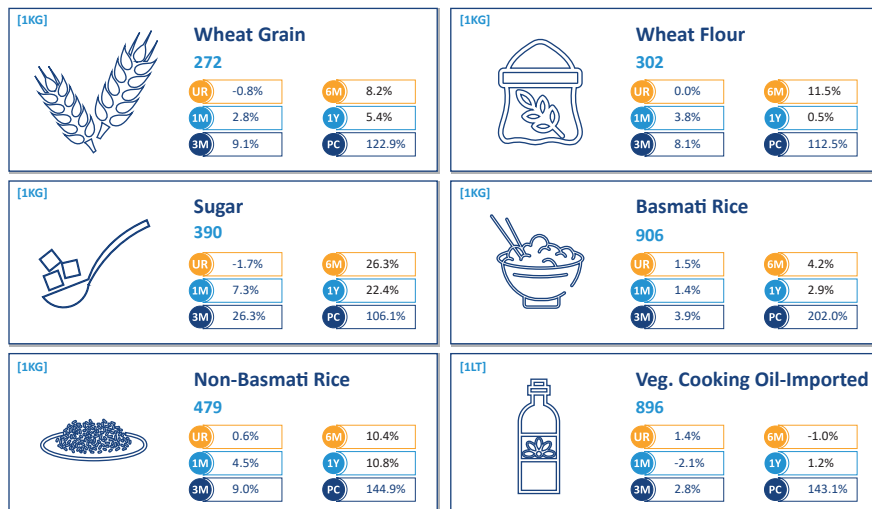 [1KG]
Wheat Grain
272
UR -0.8% 6M 8.2%
1M 2.8% 1Y 5.4%
3M 9.1% PC 122.9%
[1KG]
Wheat Flour
302
UR 0.0% 6M 11.5%
1M 3.8% 1Y 0.5%
3M 8.1% PC 112.5%
[1KG]
Sugar
390
UR -1.7% 6M 26.3%
1M 7.3% 1Y 22.4%
3M 26.3% PC 106.1%
[1KG]
Basmati Rice
906
UR 1.5% 6M 4.2%
1M 1.4% 1Y 2.9%
3M 3.9% PC 202.0%
[1KG]
Non-Basmati Rice
479
UR 0.6% 6M 10.4%
1M 4.5% 1Y 10.8%
3M 9.0% PC 144.9%
[1LT]
Veg. Cooking Oil-Imported
896
UR 1.4% 6M -1.0%
1M -2.1% 1Y 1.2%
3M 2.8% PC 143.1%